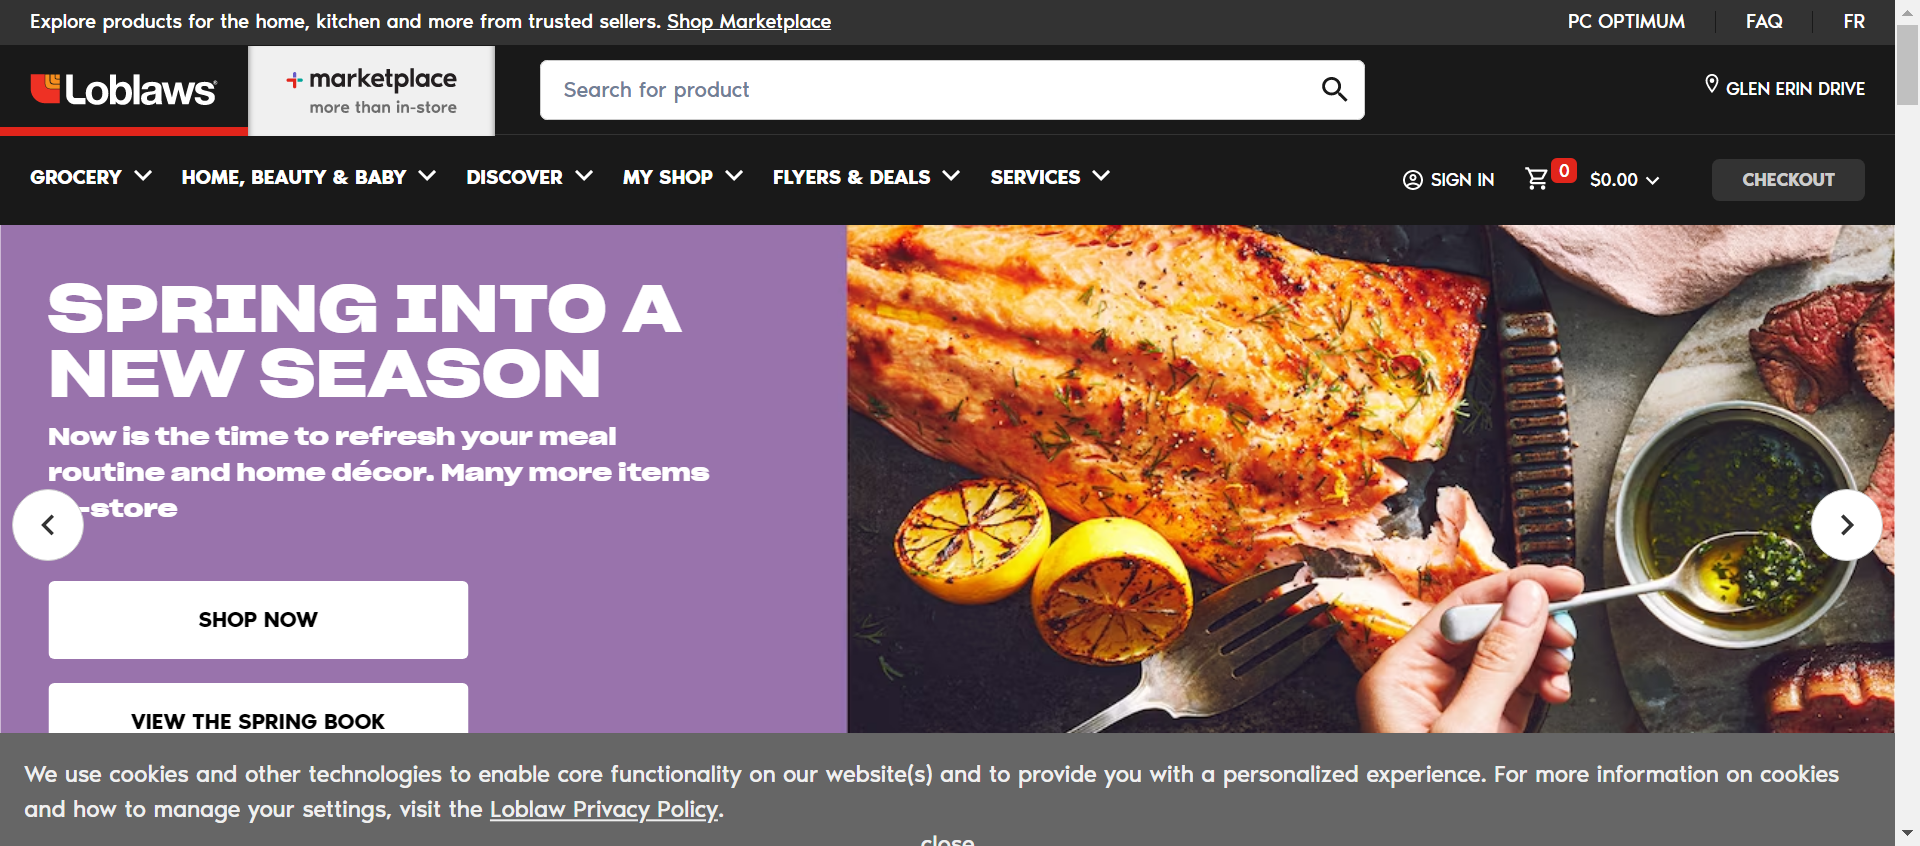 Explore products for the home, kitchen and more from trusted sellers. Shop Marketplace
PC OPTIMUM
FAQ
FR
Loblaws
marketplace
more than in-store
Search for product
GLEN ERIN DRIVE
GROCERY
HOME, BEAUTY & BABY
DISCOVER
MY SHOP
FLYERS & DEALS
SERVICES
SIGN IN
0
$0.00
CHECKOUT
SPRING INTO A
NEW SEASON
Now is the time to refresh your meal
routine and home décor. Many more items
-store
SHOP NOW
VIEW THE SPRING BOOK
We use cookies and other technologies to enable core functionality on our website(s) and to provide you with a personalized experience. For more information on cookies
and how to manage your settings, visit the Loblaw Privacy Policy.
close